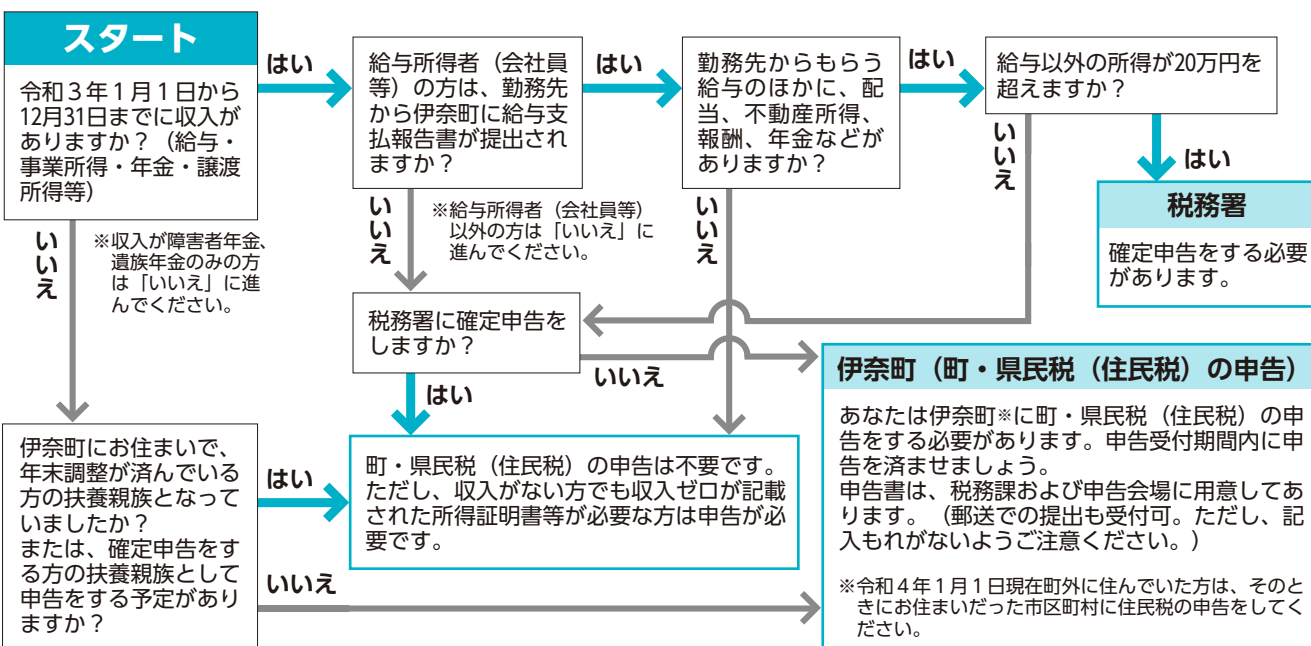 スタート
令和3年1月1日から
12月31日までに収入が
ありますか?(給与・
事業所得・年金・譲渡
所得等)
はい
いいえ
※収入が障害者年金、
遺族年金のみの方
は「いいえ」に進
んでください。
給与所得者(会社員
等)の方は、勤務先
から伊奈町に給与支
払報告書が提出され
ますか?
はい
いいえ
※給与所得者(会社員等)
以外の方は「いいえ」に
進んでください。
勤務先からもらう
給与のほかに、配
当、不動産所得、
報酬、年金などが
ありますか?
はい
いいえ
給与以外の所得が20万円を
超えますか?
いいえ
はい
税務署
確定申告をする必要
があります。
税務署に確定申告を
しますか?
はい
いいえ
伊奈町にお住まいで、
年末調整が済んでいる
方の扶養親族となって
いましたか?
または、確定申告をす
る方の扶養親族として
申告をする予定があり
ますか?
はい
いいえ
町・県民税(住民税)の申告は不要です。
ただし、収入がない方でも収入ゼロが記載
された所得証明書等が必要な方は申告が必
要です。
伊奈町(町・県民税(住民税)の申告)
あなたは伊奈町※に町・県民税(住民税)の申
告をする必要があります。申告受付期間内に申
告を済ませましょう。
申告書は、税務課および申告会場に用意してあ
ります。(郵送での提出も受付可。ただし、記
入もれがないようご注意ください。)
※令和4年1月1日現在町外に住んでいた方は、そのと
きにお住まいだった市区町村に住民税の申告をしてく
ださい。